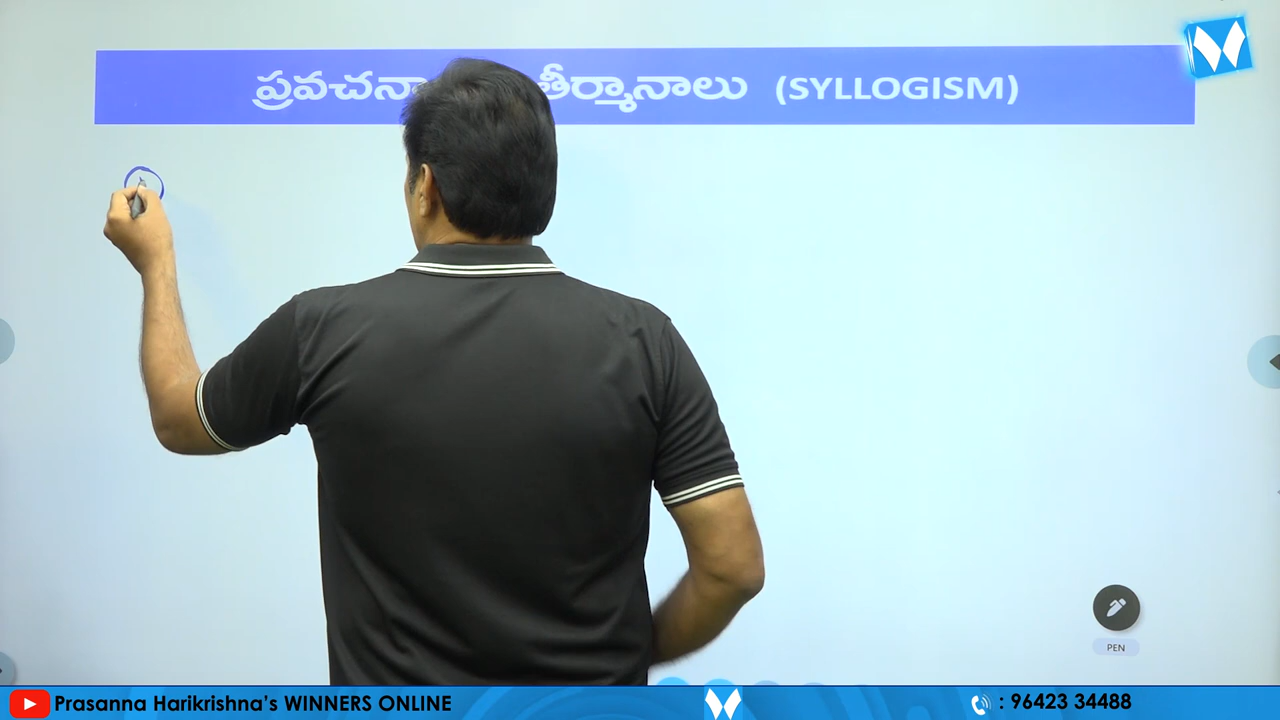 తీర్మానాలు (SYLLOGISM)
PEN
Prasanna Harikrishna's WINNERS ONLINE
: 96423 34488